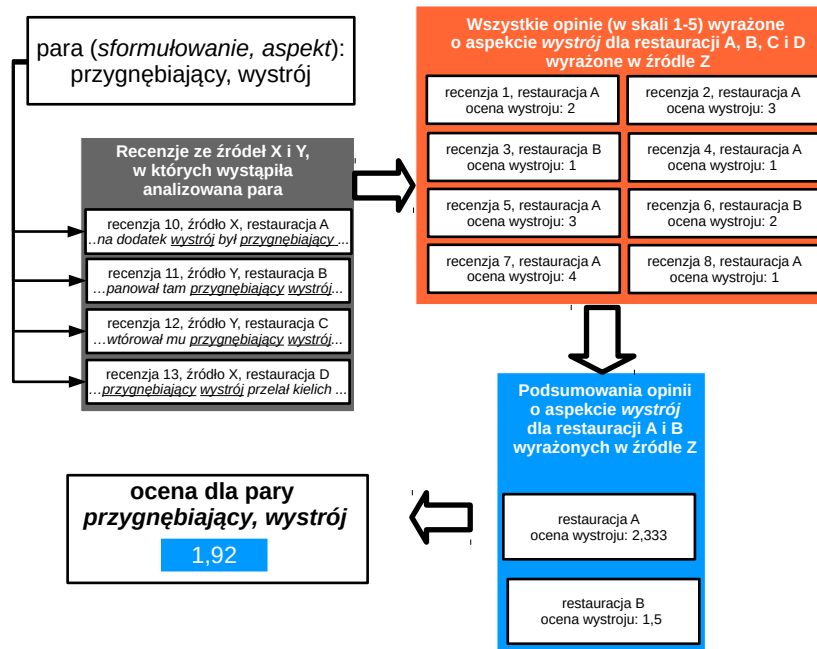 para (sformułowanie, aspekt):
przygnębiający, wystrój
Recenzje ze źródeł X i Y,
w których wystąpiła
analizowana para
recenzja 10, źródło X, restauracja A
..na dodatek wystrój był przygnębiający ...
recenzja 11, źródło Y, restauracja B
...panował tam przygnębiający wystrój...
recenzja 12, źródło Y, restauracja C
...wtórował mu przygnębiający wystrój...
recenzja 13, źródło X, restauracja D
...przygnębiający wystrój przelał kielich ...
Wszystkie opinie (w skali 1-5) wyrażone
o aspekcie wystrój dla restauracji A, B, C i D
wyrażone w źródle Z
recenzja 1, restauracja A
ocena wystroju: 2
recenzja 2, restauracja A
ocena wystroju: 3
recenzja 3, restauracja B
ocena wystroju: 1
recenzja 4, restauracja A
ocena wystroju: 1
recenzja 5, restauracja A
ocena wystroju: 3
recenzja 6, restauracja B
ocena wystroju: 2
recenzja 7, restauracja A
ocena wystroju: 4
recenzja 8, restauracja A
ocena wystroju: 1
Podsumowania opinii
o aspekcie wystrój
dla restauracji A i B
wyrażonych w źródle Z
restauracja A
ocena wystroju: 2,333
restauracja B
ocena wystroju: 1,5
ocena dla pary
przygnębiający, wystrój
1,92